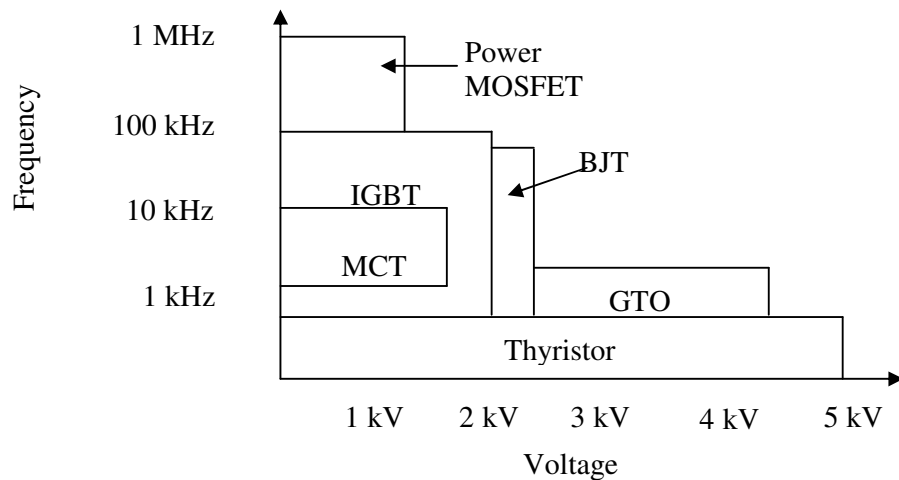 1 MHz
Power
MOSFET
Frequency
100 kHz
BJT
IGBT
10 kHz
MCT
1 kHz
GTO
Thyristor
1 kV 2 kV 3 kV 4 kV 5 kV
Voltage